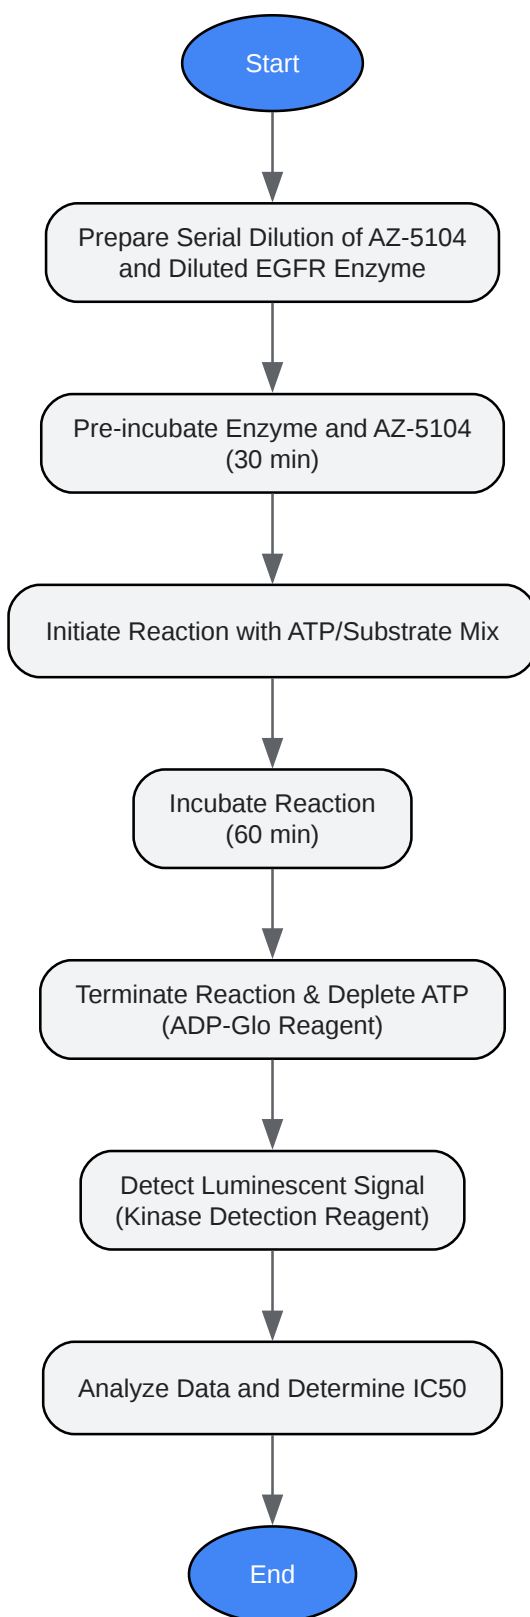 Start
Prepare Serial Dilution of AZ-5104
and Diluted EGFR Enzyme
Pre-incubate Enzyme and AZ-5104
(30 min)
Initiate Reaction with ATP/Substrate Mix
Incubate Reaction
(60 min)
Terminate Reaction & Deplete ATP
(ADP-Glo Reagent)
Detect Luminescent Signal
(Kinase Detection Reagent)
Analyze Data and Determine IC50
End